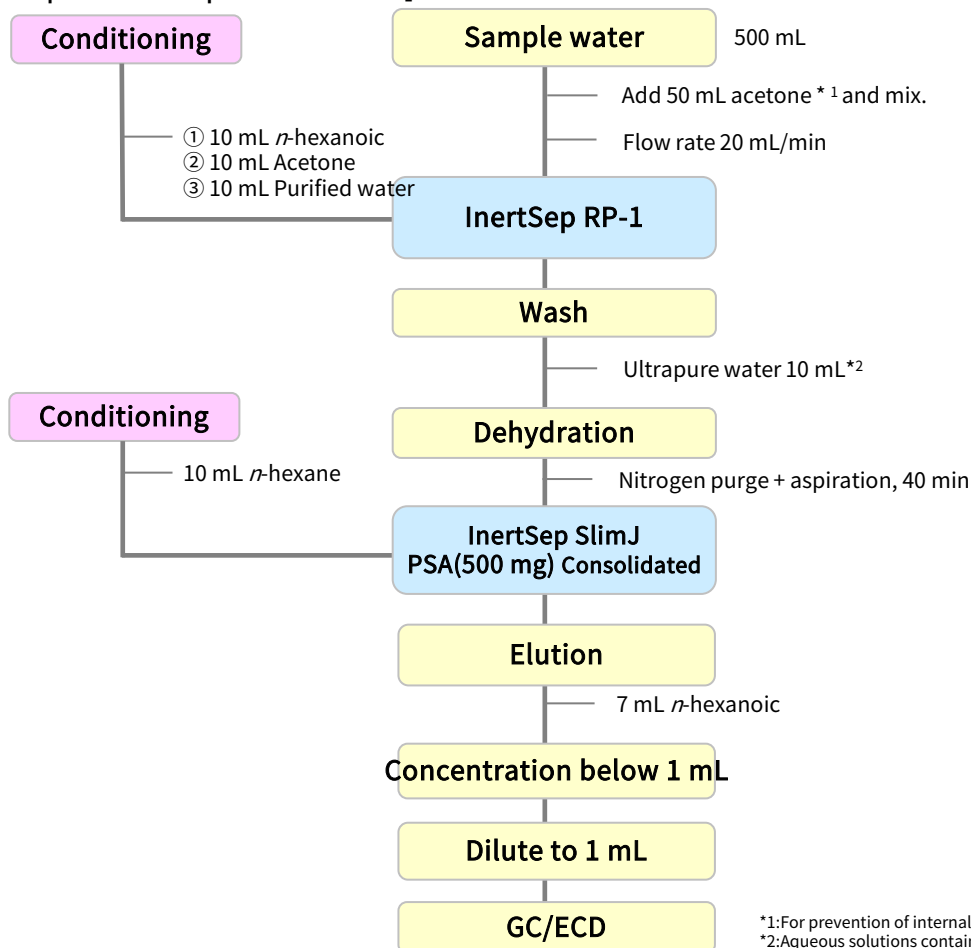 Conditioning
Sample water
500 mL
Add 50 mL acetone * 1 and mix.
① 10 mL n-hexanoic
② 10 mL Acetone
③ 10 mL Purified water
Flow rate 20 mL/min
InertSep RP-1
Wash
Ultrapure water 10 mL*2
Conditioning
10 mL n-hexane
Dehydration
Nitrogen purge + aspiration, 40 min
InertSep SlimJ
PSA(500 mg) Consolidated
Elution
7 mL n-hexanoic
Concentration below 1 mL
Dilute to 1 mL
GC/ECD
*1:For prevention of internal
*2:Aqueous solutions